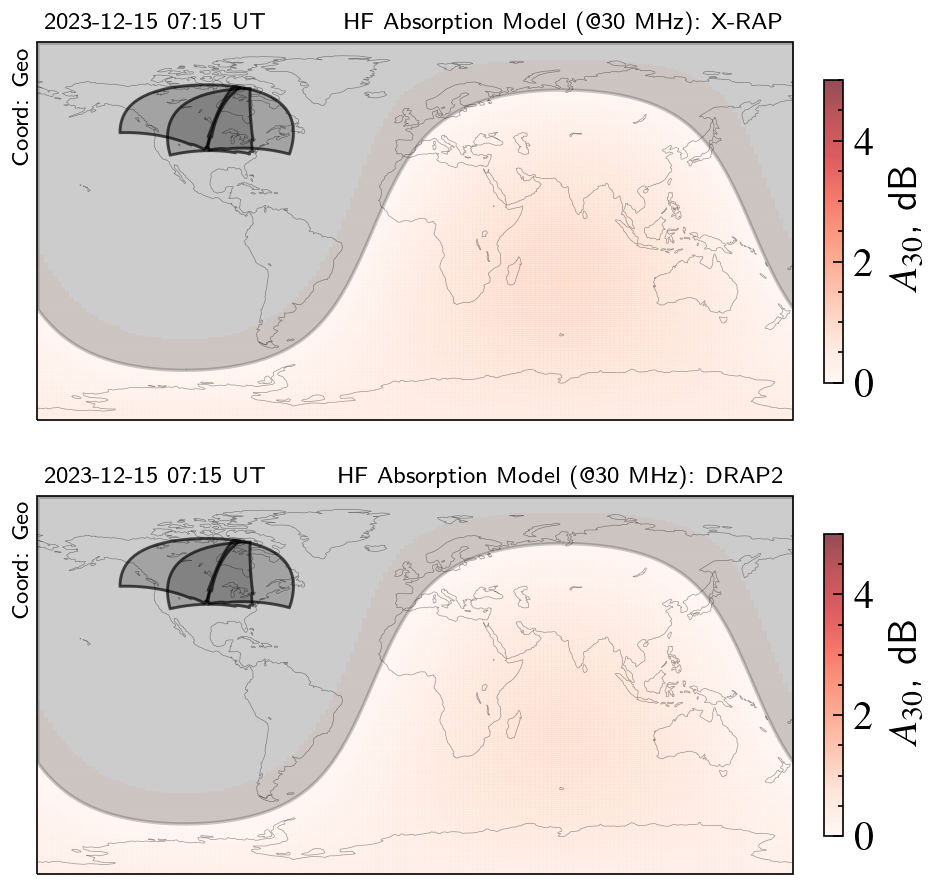 2023-12-15 07:15 UT
HF Absorption Model (@30 MHz): X-RAP
Coord: Geo
4
2
0
A30, dB
2023-12-15 07:15 UT
HF Absorption Model (@30 MHz): DRAP2
Coord: Geo
4
2
0
A30, dB